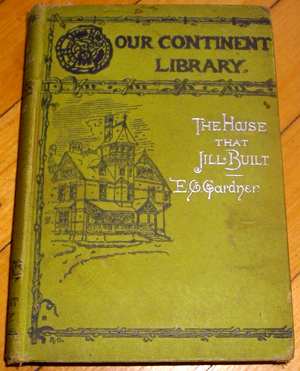 OUR CONTINENT
LIBRARY.
THE HOUSE
THAT
JILL BUILT
E.C. GARDNER